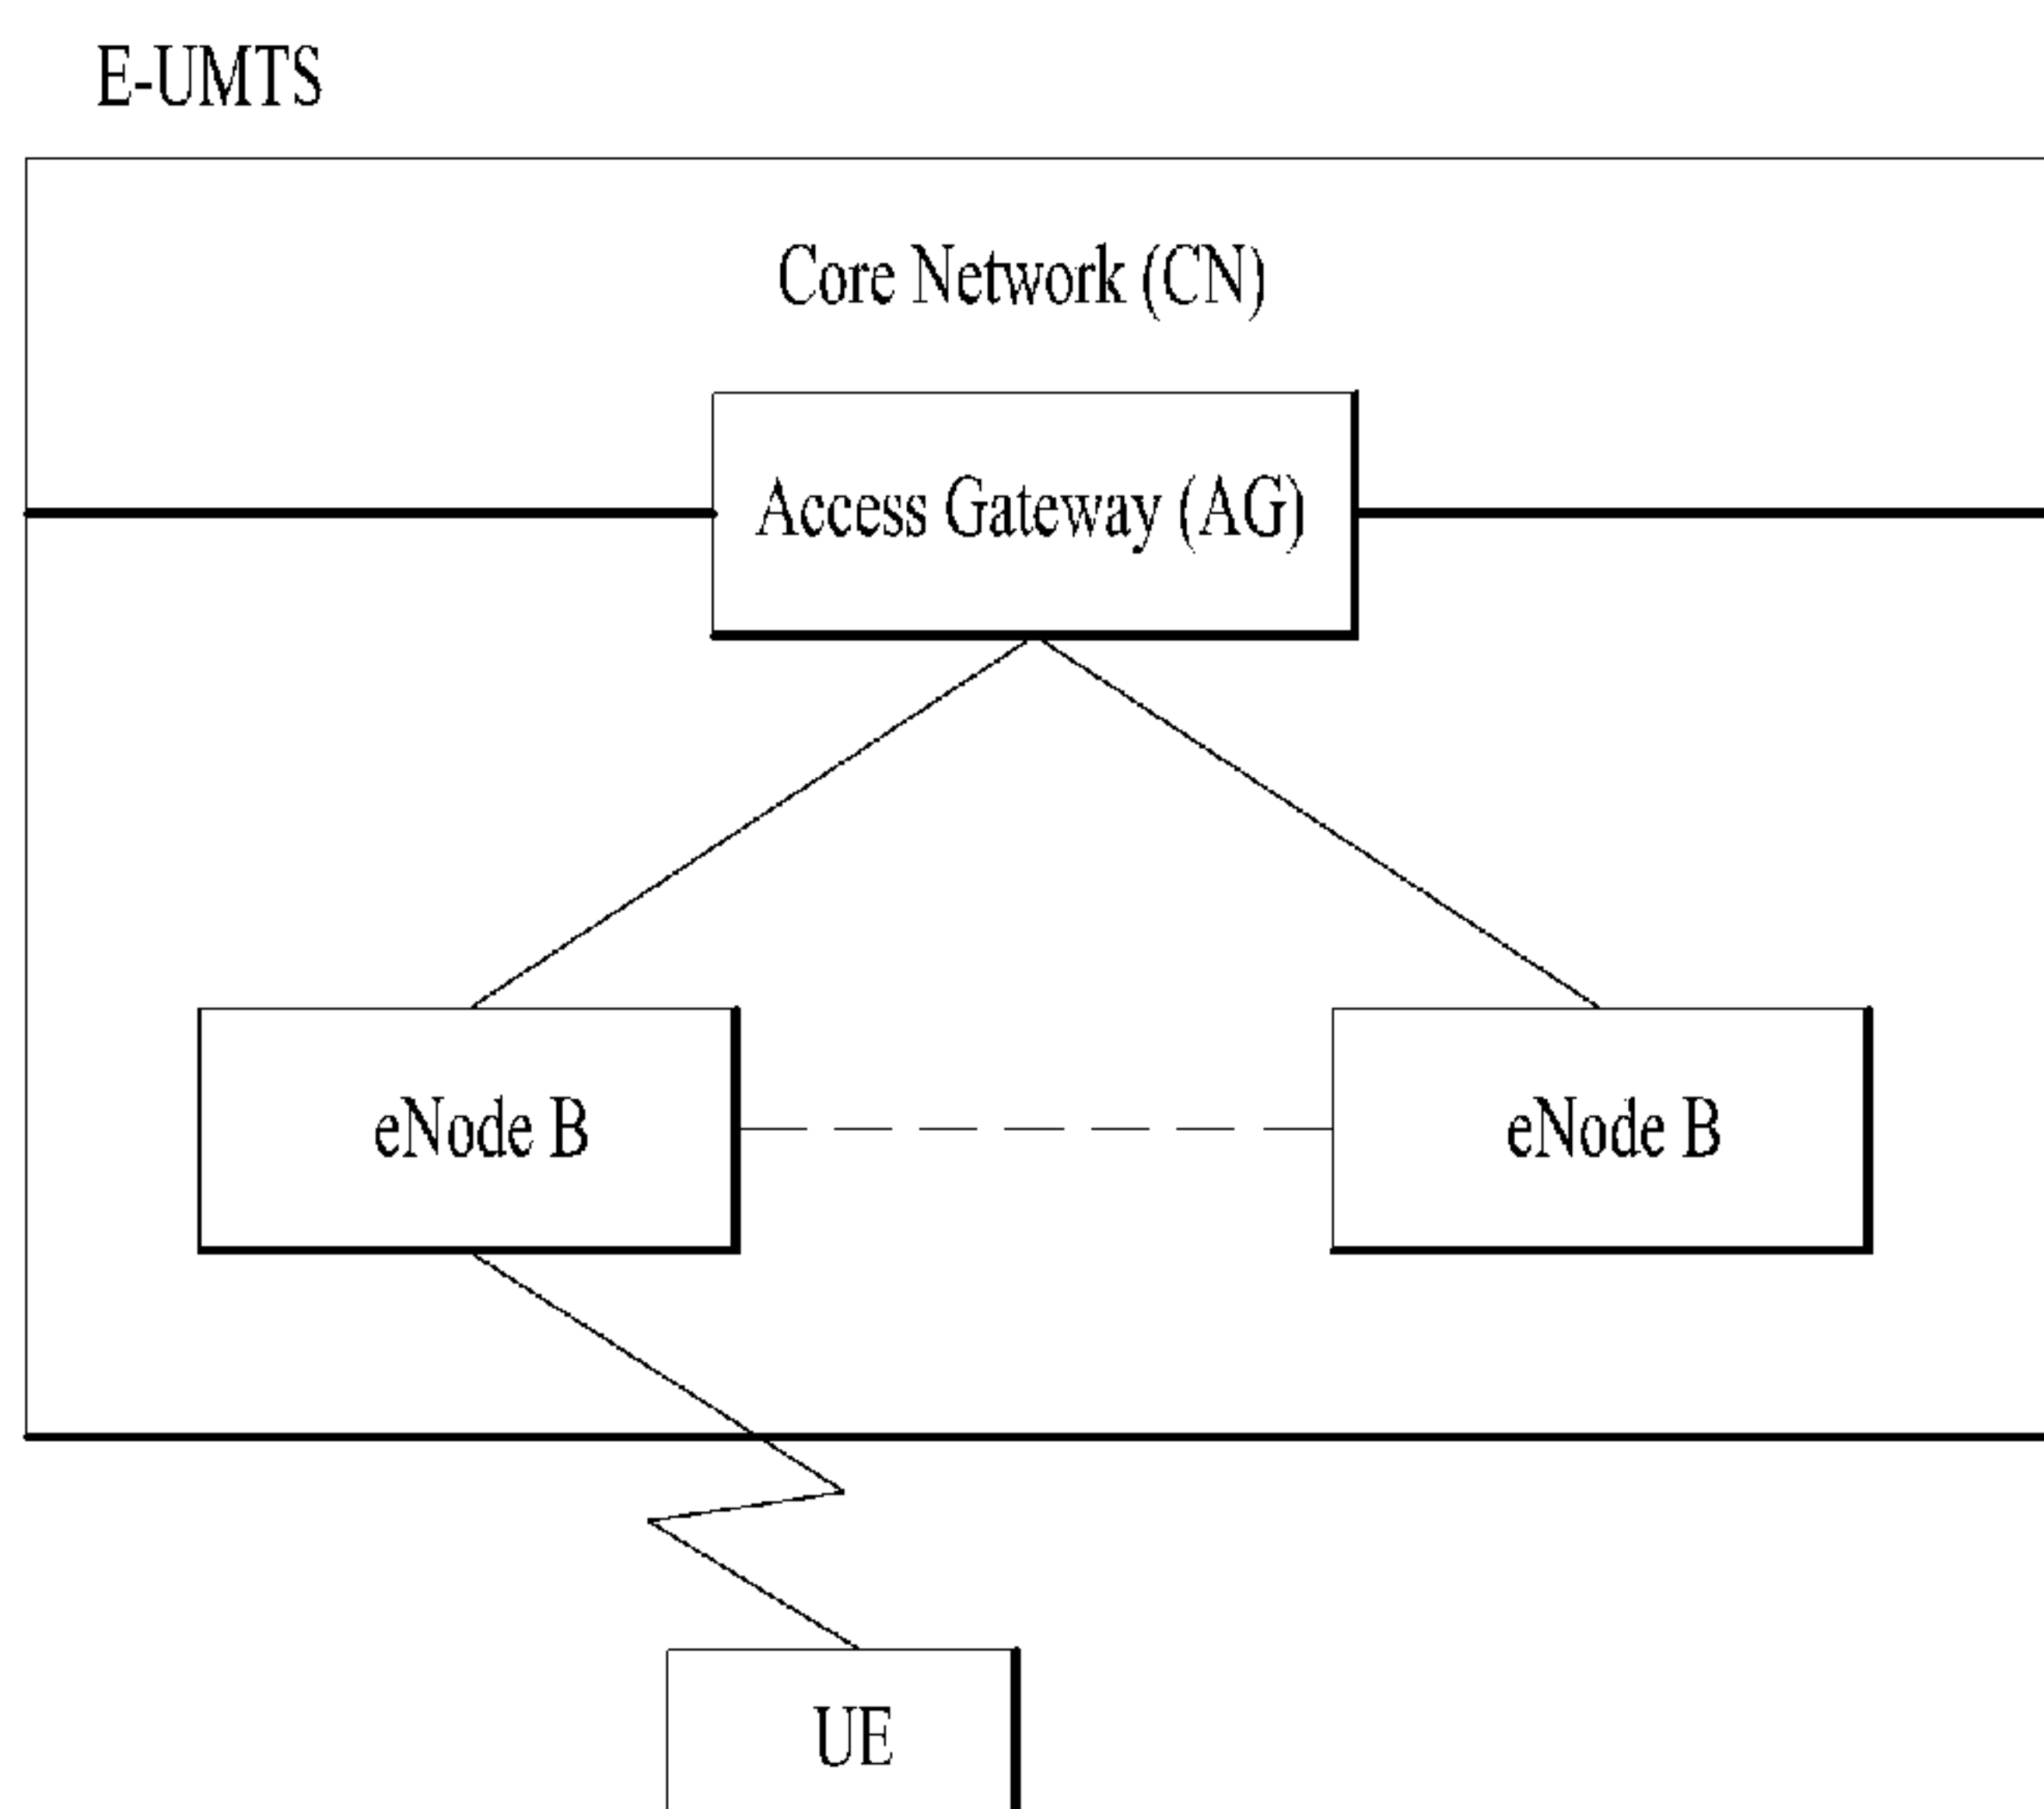 E-UMTS
Core Network (CN)
Access Gateway (AG)
eNode B
eNode B
UE